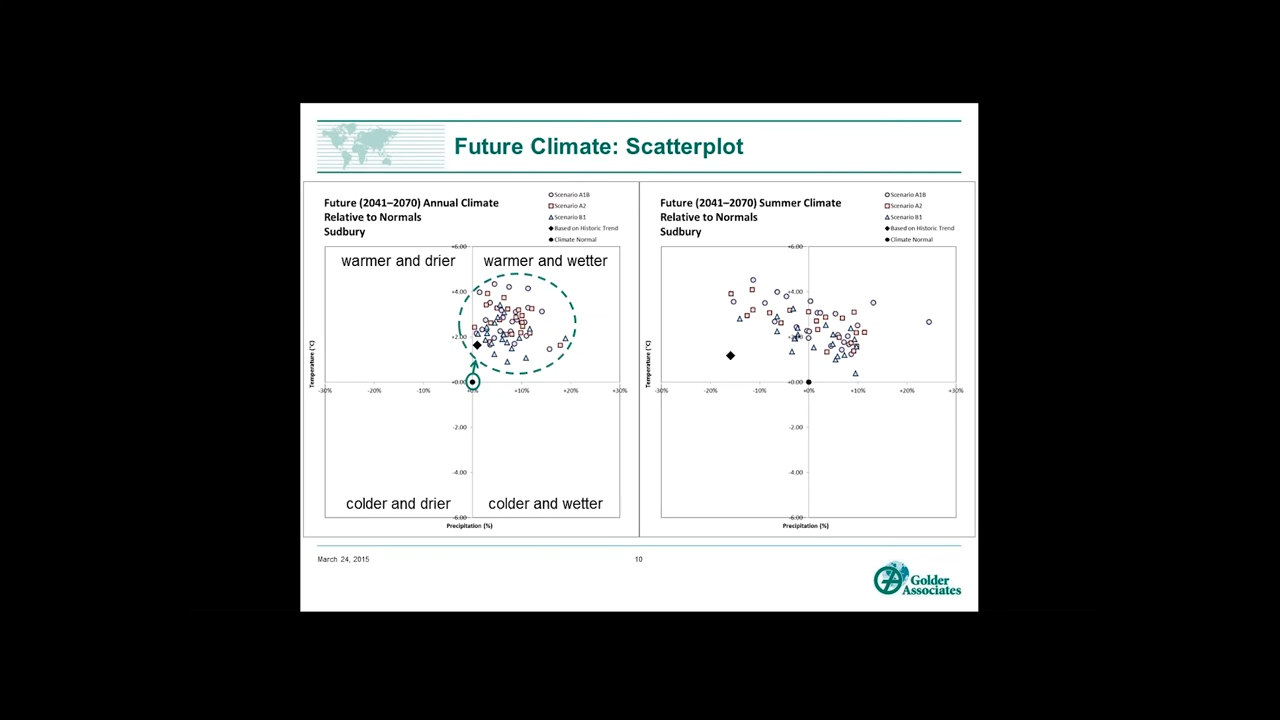 Future Climate: Scatterplot
Future (2041–2070) Annual Climate
Relative to Normals
Sudbury
Scenario A1B
Scenario A2
Scenario B1
Based on Historic Trend
Climate Normal
+6.00
warmer and drier
warmer and wetter
+4.00
+2.00
+0.00
-30%
-20%
-10%
+0%
+10%
+20%
+30%
-2.00
-4.00
colder and drier
colder and wetter
-6.00
Temperature (°C)
Precipitation (%)
Future (2041–2070) Summer Climate
Relative to Normals
Sudbury
Scenario A1B
Scenario A2
Scenario B1
Based on Historic Trend
Climate Normal
+6.00
+4.00
+2.00
+0.00
-30%
-20%
-10%
+0%
+10%
+20%
+30%
-2.00
-4.00
-6.00
Temperature (°C)
Precipitation (%)
March 24, 2015
10
Golder
Associates